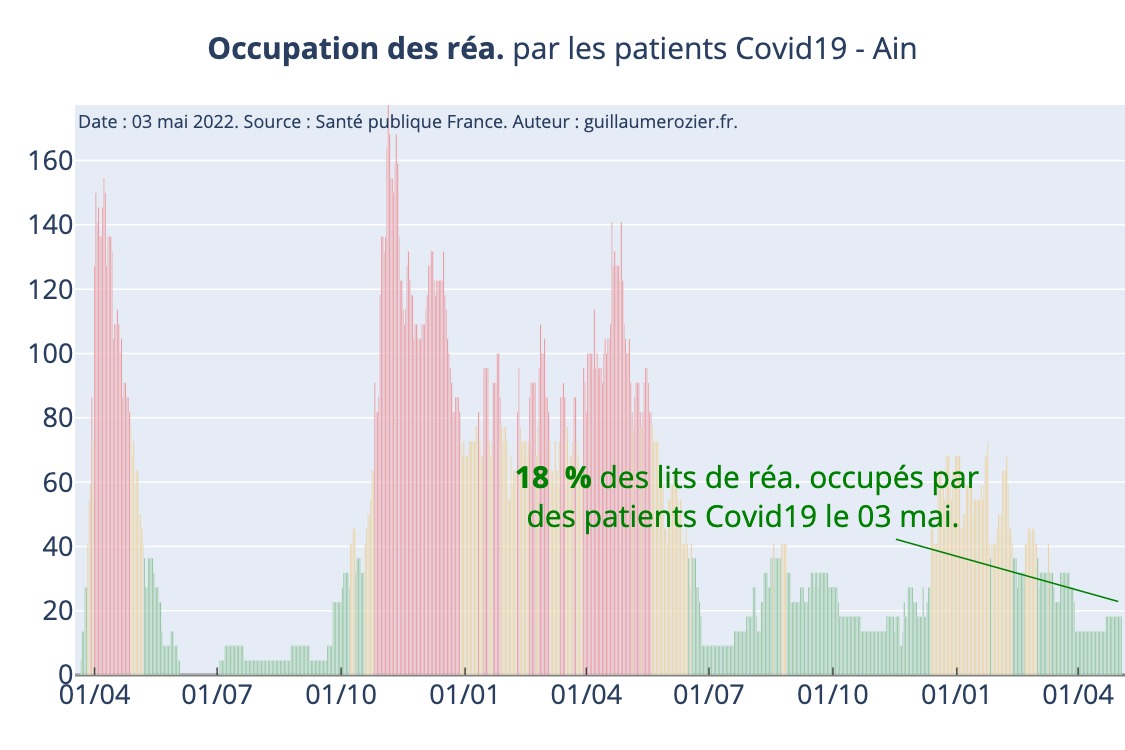 Occupation des réa. par les patients Covid19 - Ain
Date : 03 mai 2022. Source : Santé publique France. Auteur : guillaumerozier.fr.
160
140
120
100
80
60
40
20
0
18 % des lits de réa. occupés par
des patients Covid19 le 03 mai.
01/04 01/07 01/10 01/01 01/04 01/07 01/10 01/01 01/04